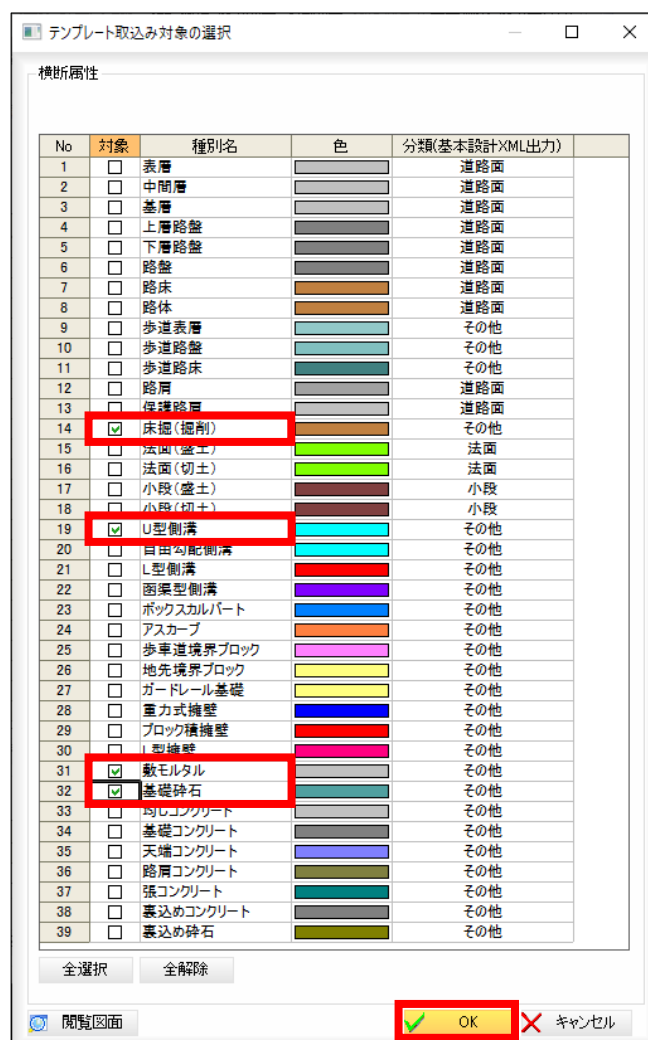 テンプレート取込み対象の選択
横断属性
No 対象 種別名 色 分類(基本設計XML出力)
1 表層 道路面
2 中間層 道路面
3 基層 道路面
4 上層路盤 道路面
5 下層路盤 道路面
6 路盤 道路面
7 路床 道路面
8 路体 道路面
9 歩道表層 その他
10 歩道路盤 その他
11 歩道路床 その他
12 路肩 道路面
13 保護路肩 道路面
14 床掘(掘削) その他
15 法面(盛土) 法面
16 法面(切土) 法面
17 小段(盛土) 小段
18 小段(切土) 小段
19 U型側溝 その他
20 自由勾配側溝 その他
21 L型側溝 その他
22 函渠型側溝 その他
23 ボックスカルバート その他
24 アスカーブ その他
25 歩車道境界ブロック その他
26 地先境界ブロック その他
27 ガードレール基礎 その他
28 重力式擁壁 その他
29 ブロック積擁壁 その他
30 L型擁壁 その他
31 敷モルタル その他
32 基礎砕石 その他
33 均しコンクリート その他
34 基礎コンクリート その他
35 天端コンクリート その他
36 路肩コンクリート その他
37 張コンクリート その他
38 裏込めコンクリート その他
39 裏込め砕石 その他
全選択 全解除
閲覧図面 OK キャンセル